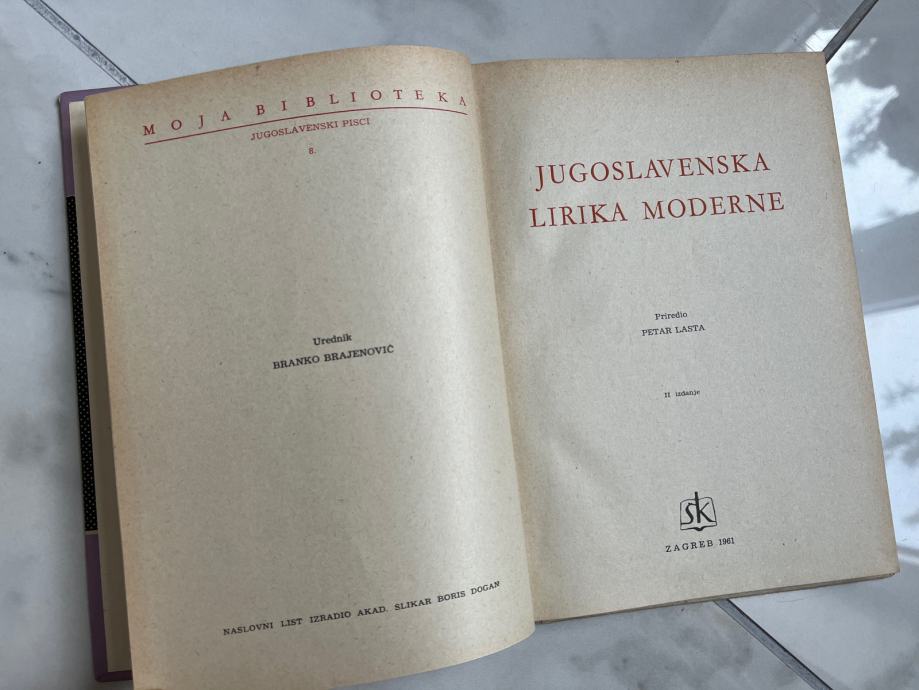 MOJA BIBLIOTEKA
JUGOSLAVENSKI PISCI
8.
Urednik
BRANKO BRAJENOVIĆ
NASLOVNI LIST IZRADIO AKAD. SLIKAR BORIS DOGAN
JUGOSLAVENSKA
LIRIKA MODERNE
Priredio
PETAR LASTA
II izdanje
šk
ZAGREB 1961